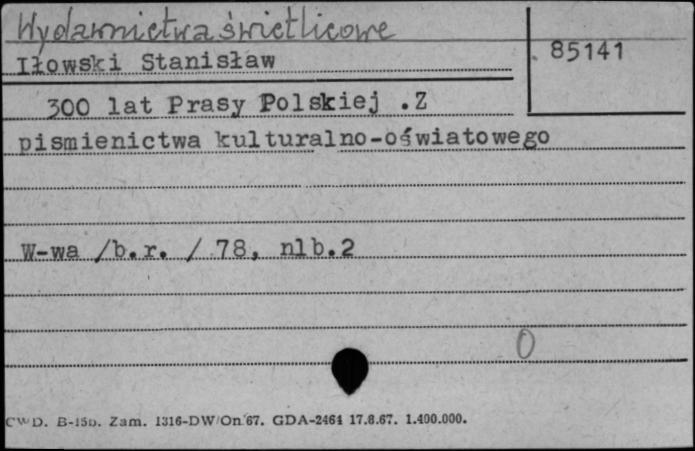 Wydawnictwa świetlicowe
Iłowski Stanisław
85141
300 lat Prasy Polskiej .Z
pismienictwa kulturalno-oświatowego
W-wa /b.r. / 78, nlb.2
0
CWD. B-15b. Zam. 1316-DW/On 67. GDA-2464 17.8.67. 1.400.000.